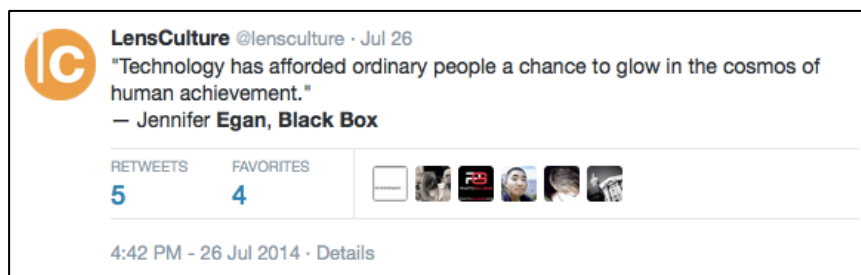 LensCulture @lensculture · Jul 26
"Technology has afforded ordinary people a chance to glow in the cosmos of
human achievement."
— Jennifer Egan, Black Box
RETWEETS FAVORITES
5 4
4:42 PM - 26 Jul 2014 · Details